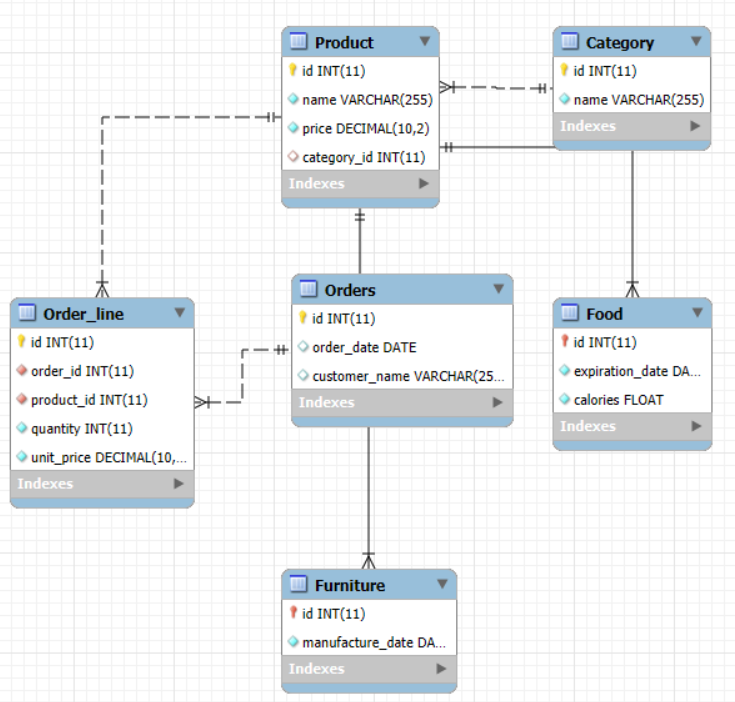 Product
id INT(11)
name VARCHAR(255)
price DECIMAL(10,2)
category_id INT(11)
Indexes
Category
id INT(11)
name VARCHAR(255)
Indexes
Order_line
id INT(11)
order_id INT(11)
product_id INT(11)
quantity INT(11)
unit_price DECIMAL(10,...
Indexes
Orders
id INT(11)
order_date DATE
customer_name VARCHAR(25...
Indexes
Food
id INT(11)
expiration_date DA...
calories FLOAT
Indexes
Furniture
id INT(11)
manufacture_date DA...
Indexes